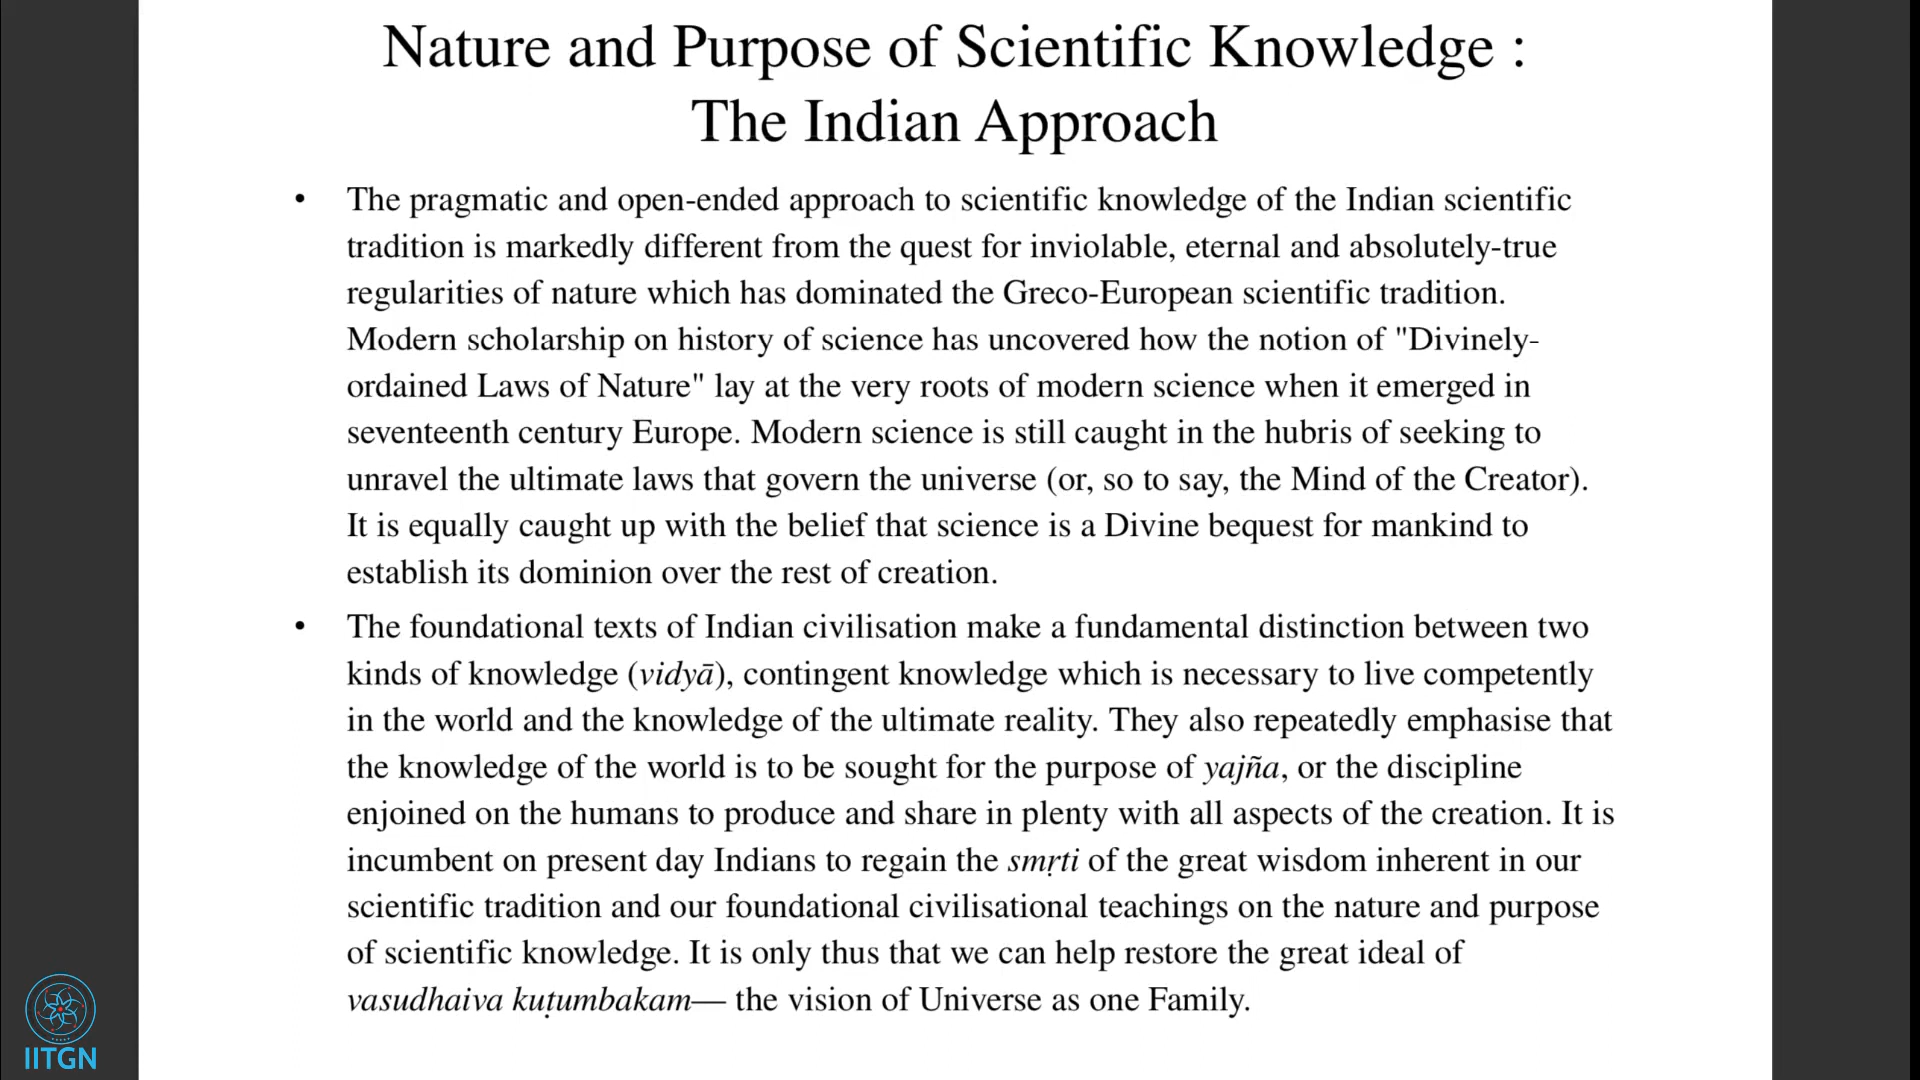 Nature and Purpose of Scientific Knowledge :
The Indian Approach
• The pragmatic and open-ended approach to scientific knowledge of the Indian scientific
tradition is markedly different from the quest for inviolable, eternal and absolutely-true
regularities of nature which has dominated the Greco-European scientific tradition.
Modern scholarship on history of science has uncovered how the notion of "Divinely-
ordained Laws of Nature" lay at the very roots of modern science when it emerged in
seventeenth century Europe. Modern science is still caught in the hubris of seeking to
unravel the ultimate laws that govern the universe (or, so to say, the Mind of the Creator).
It is equally caught up with the belief that science is a Divine bequest for mankind to
establish its dominion over the rest of creation.
• The foundational texts of Indian civilisation make a fundamental distinction between two
kinds of knowledge (vidyā), contingent knowledge which is necessary to live competently
in the world and the knowledge of the ultimate reality. They also repeatedly emphasise that
the knowledge of the world is to be sought for the purpose of yajña, or the discipline
enjoined on the humans to produce and share in plenty with all aspects of the creation. It is
incumbent on present day Indians to regain the smṛti of the great wisdom inherent in our
scientific tradition and our foundational civilisational teachings on the nature and purpose
of scientific knowledge. It is only thus that we can help restore the great ideal of
vasudhaiva kuṭumbakam— the vision of Universe as one Family.
IITGN